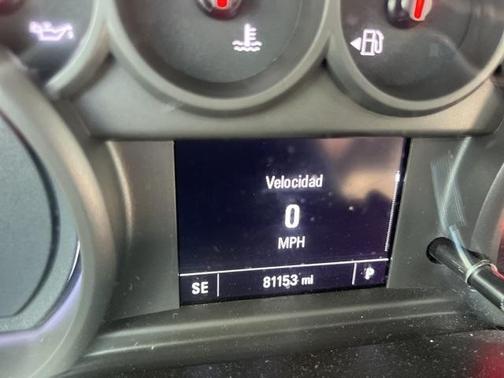 Velocidad
0
MPH
SE 81153 mi P